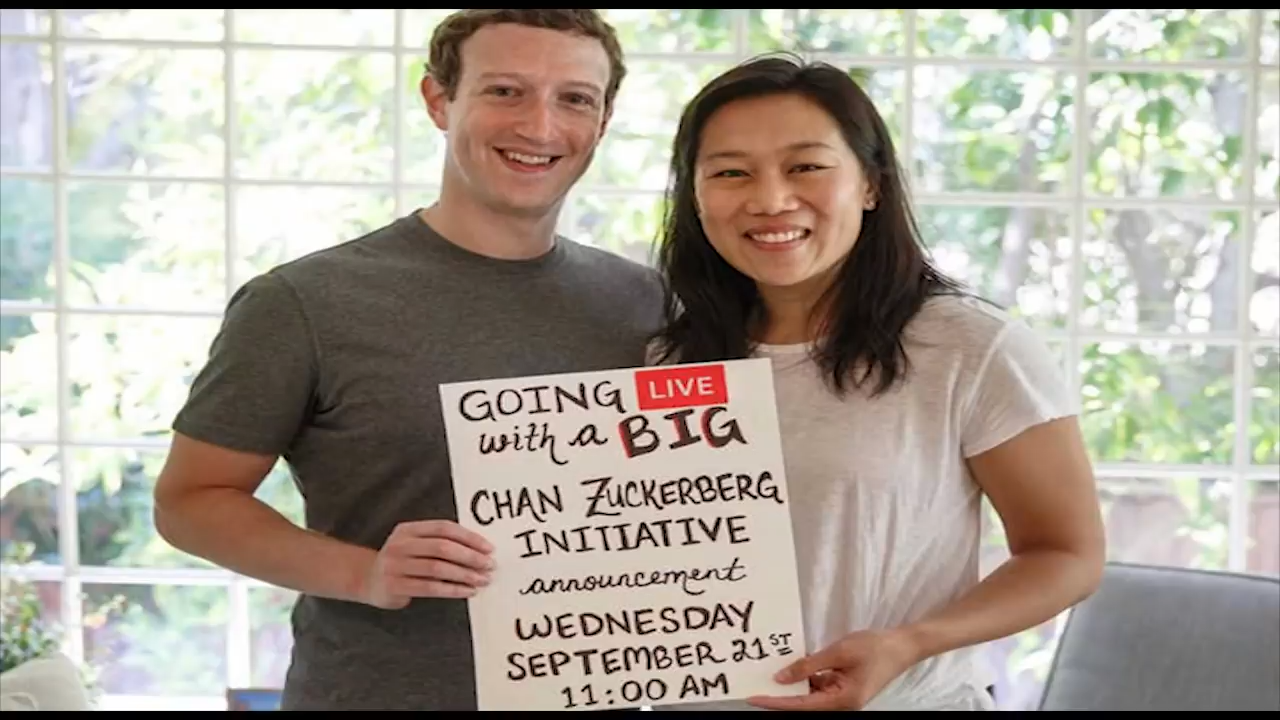 GOING LIVE
with a BIG
CHAN ZUCKERBERG
INITIATIVE
announcement
WEDNESDAY
SEPTEMBER 21ST
11:00 AM